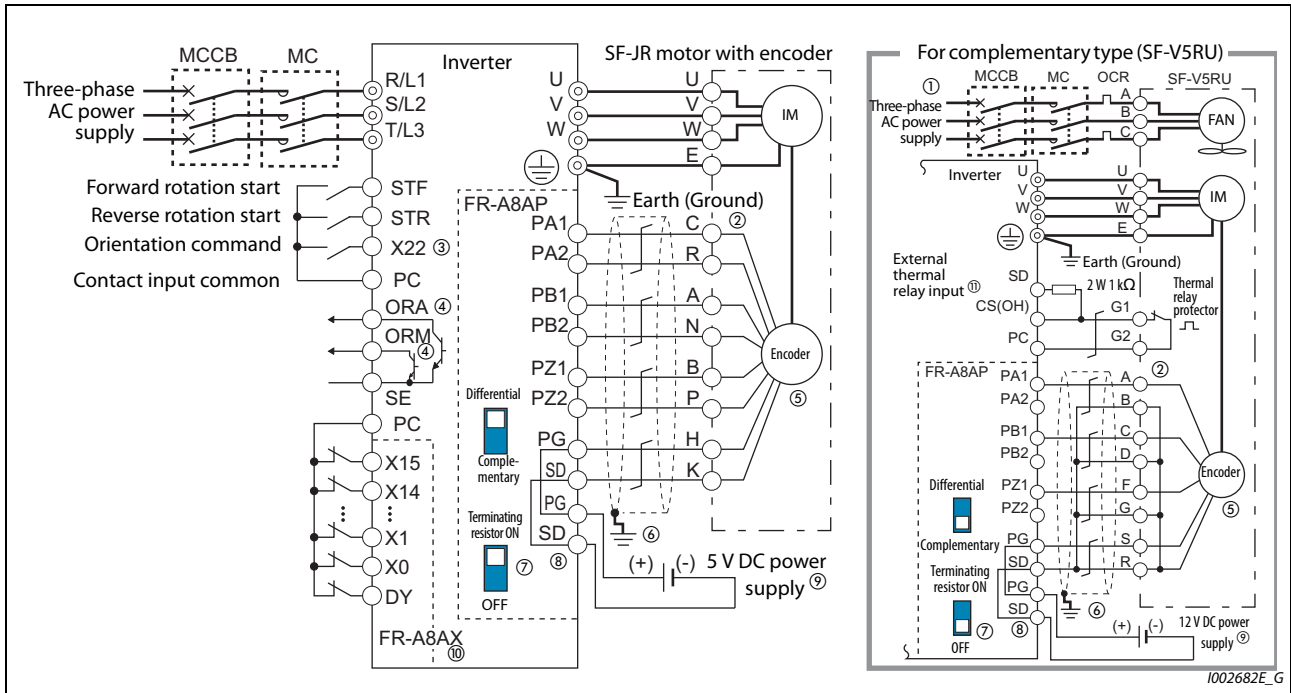 MCCB
MC
Three-phase
AC power
supply
R/L1
S/L2
T/L3
Inverter
U
V
W
SF-JR motor with encoder
U
V
W
E
IM
Forward rotation start
Reverse rotation start
Orientation command
Contact input common
STF
STR
X22 ③
PC
ORA ④
ORM ④
SE
PC
X15
X14
X1
X0
DY
FR-A8AX
⑩
FR-A8AP
Earth (Ground)
②
PA1
PA2
PB1
PB2
PZ1
PZ2
PG
SD
PG
SD
C
R
A
N
B
P
H
K
Encoder
⑤
Differential
Comple-
mentary
Terminating
resistor ON
⑦
OFF
⑥
⑧
(+)
(-)
5 V DC power
supply ⑨
For complementary type (SF-V5RU)
①
MCCB
MC
OCR
SF-V5RU
Three-phase
AC power
supply
A
B
C
FAN
Inverter
U
V
W
U
V
W
E
IM
Earth (Ground)
External
thermal
relay input ⑪
SD
CS(OH)
PC
2 W 1 kΩ
G1
G2
Thermal
relay
protector
②
FR-A8AP
PA1
PA2
PB1
PB2
PZ1
PZ2
PG
SD
PG
SD
A
B
C
D
F
G
S
R
Encoder
⑤
Differential
Complementary
Terminating
resistor ON
⑦
OFF
⑥
⑧
(+)
(-)
12 V DC power
supply ⑨
I002682E_G